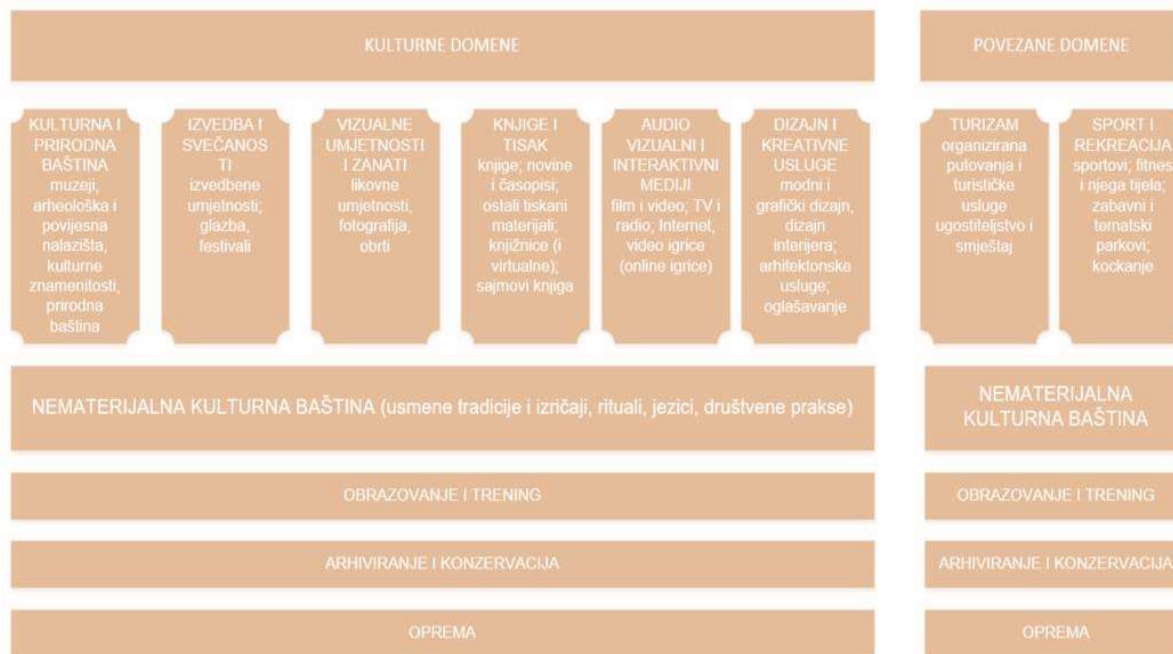 KULTURNE DOMENE
POVEZANE DOMENE
KULTURNA I
PRIRODNA
BAŠTINA
muzeji,
arheološka i
povijesna
nalazišta,
kulturne
znamenitosti,
prirodna
baština
IZVEDBA I
SVEČANOS
TI
izvedbene
umjetnosti;
glazba,
festivali
VIZUALNE
UMJETNOSTI
I ZANATI
likovne
umjetnosti,
fotografija,
obrti
KNJIGE I
TISAK
knjige; novine
i časopisi;
ostali tiskani
materijali;
knjižnice (i
virtualne);
sajmovi knjiga
AUDIO
VIZUALNI I
INTERAKTIVNI
MEDIJI
film i video; TV i
radio; Internet,
video igrice
(online igrice)
DIZAJN I
KREATIVNE
USLUGE
modni i
grafički dizajn,
dizajn
interijera;
arhitektonske
usluge;
oglašavanje
TURIZAM
organizirana
putovanja i
turističke
usluge
ugostiteljstvo i
smještaj
SPORT I
REKREACIJA
sportovi; fitnes
i njega tijela;
zabavni i
tematski
parkovi;
kockanje
NEMATERIJALNA KULTURNA BAŠTINA (usmene tradicije i izričaji, rituali, jezici, društvene prakse)
NEMATERIJALNA
KULTURNA BAŠTINA
OBRAZOVANJE I TRENING
OBRAZOVANJE I TRENING
ARHIVIRANJE I KONZERVACIJA
ARHIVIRANJE I KONZERVACIJA
OPREMA
OPREMA